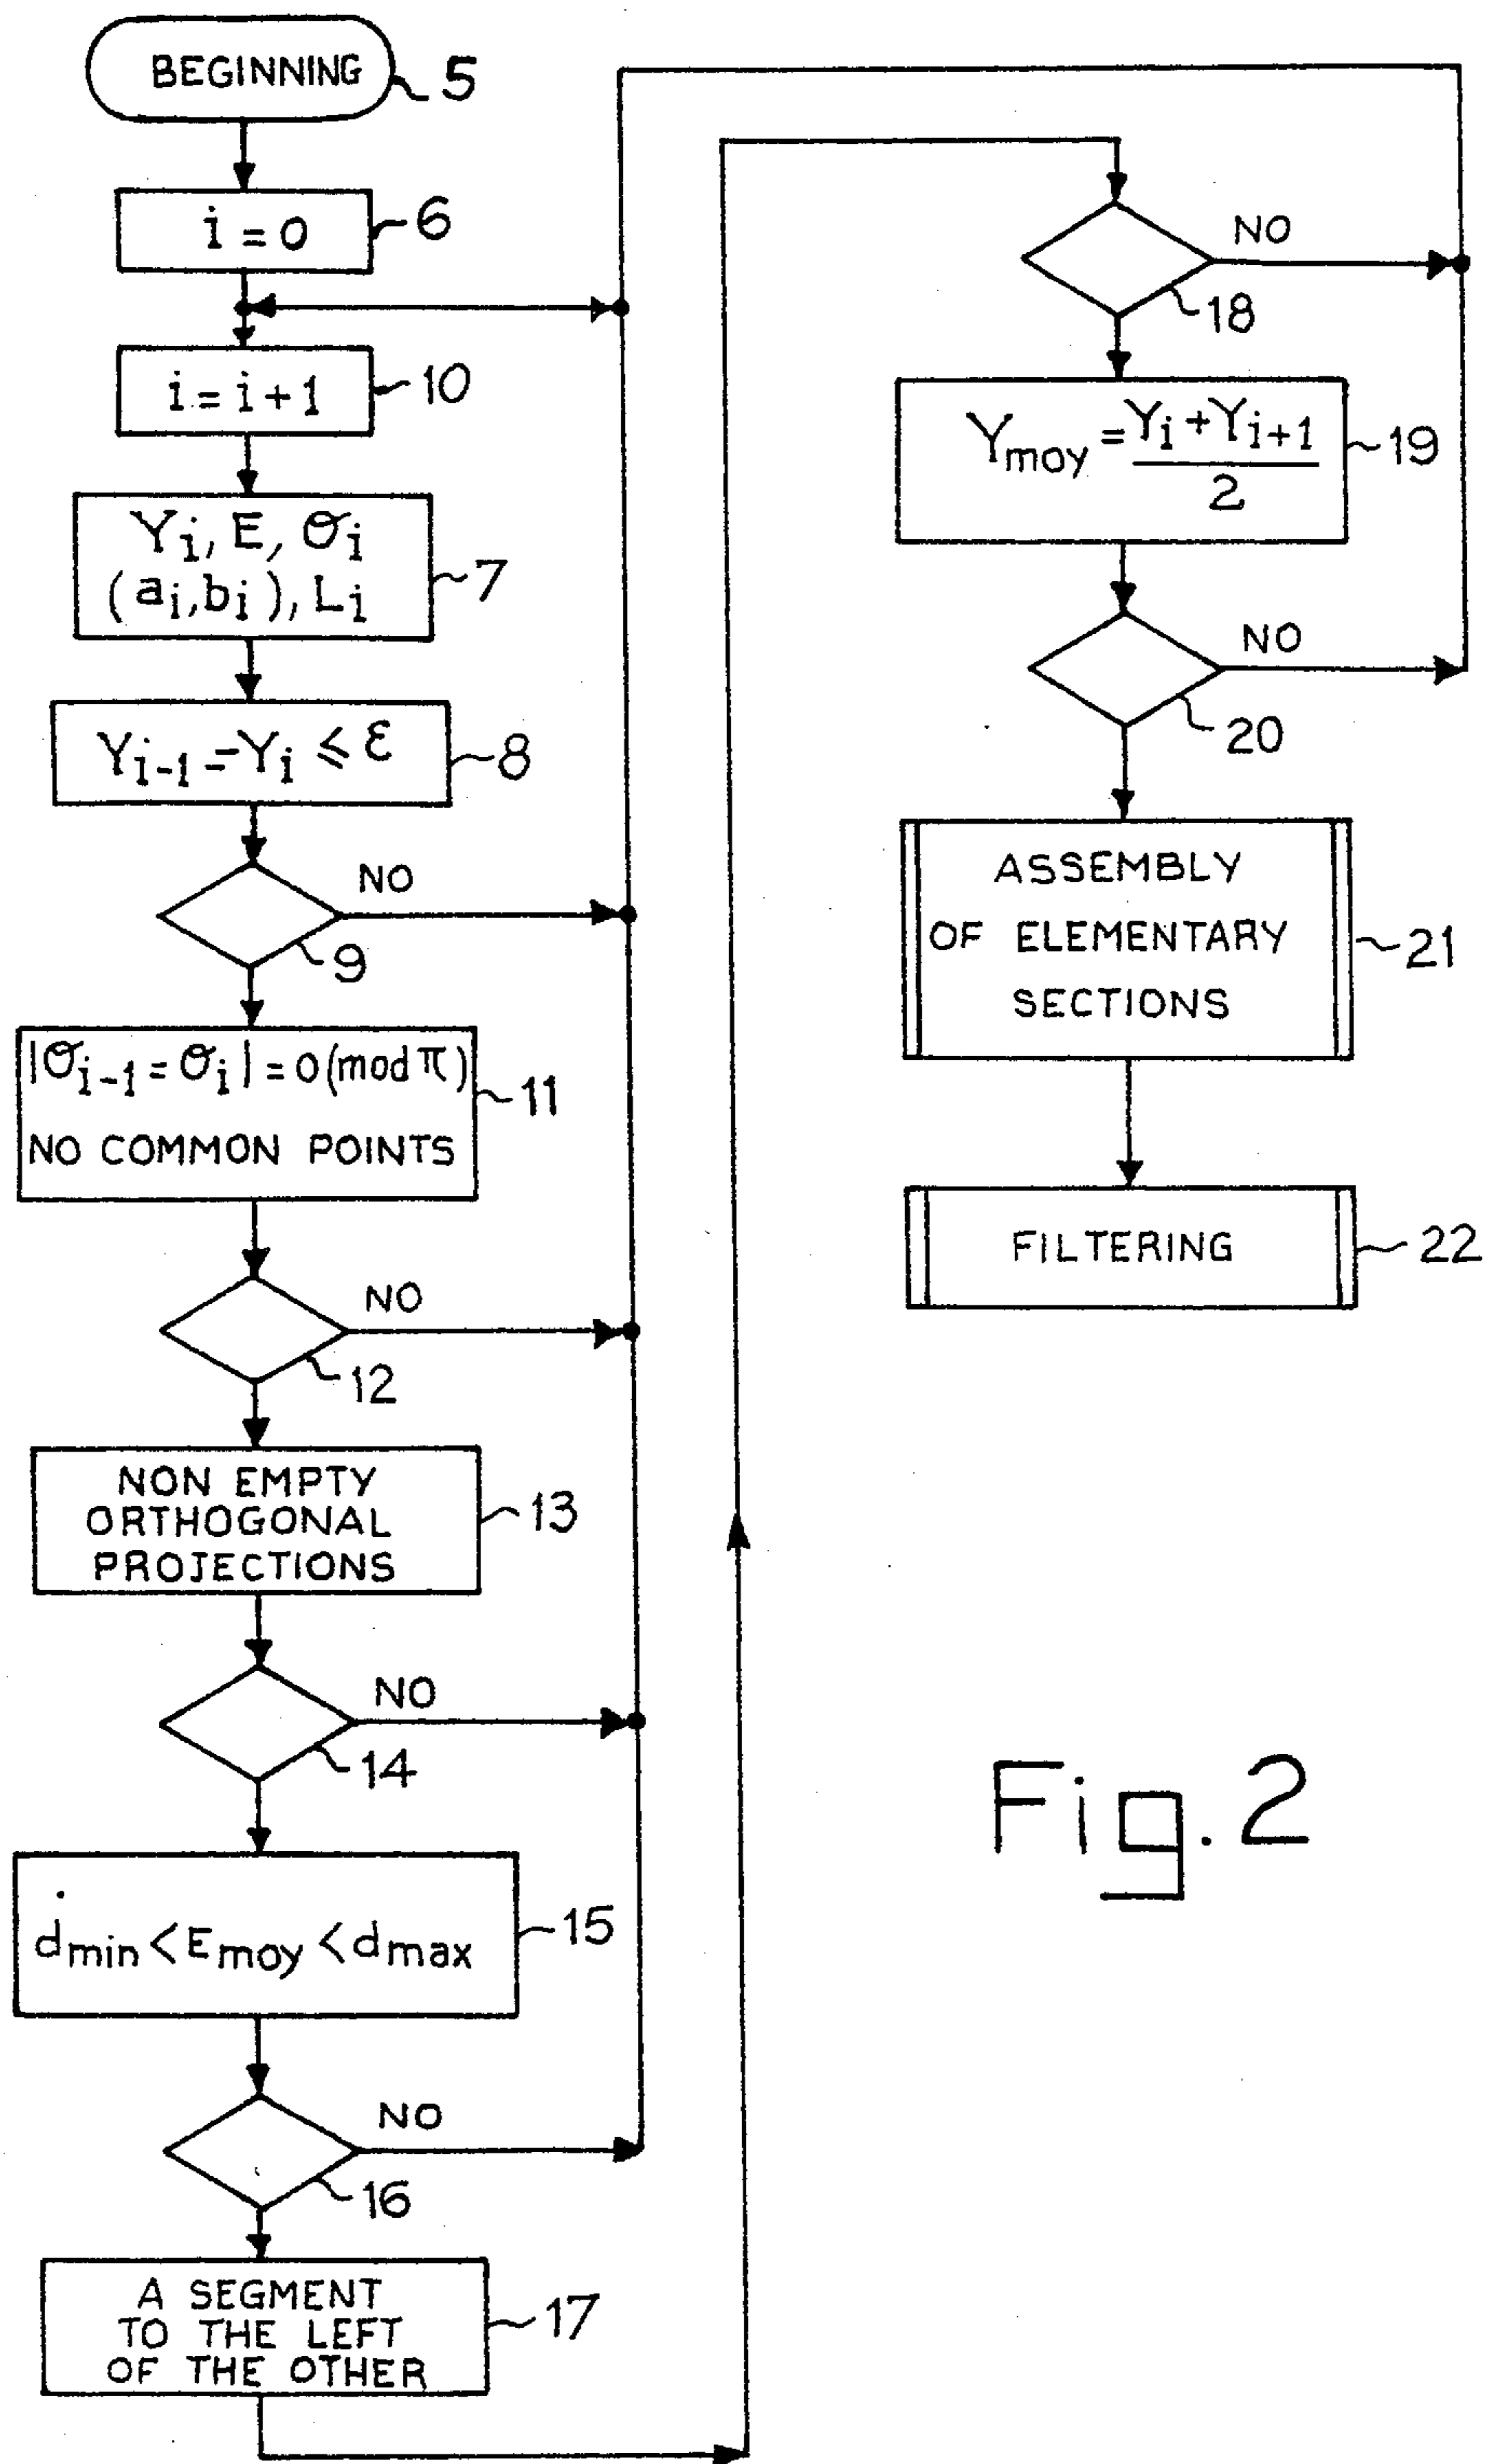 BEGINNING
5
i = 0
6
i = i + 1
10
Yi, E, σi
(ai, bi), Li
7
Yi-1 - Yi ≤ ε
8
NO
9
|σi-1 = σi| = 0 (mod π)
NO COMMON POINTS
11
NO
12
NON EMPTY
ORTHOGONAL
PROJECTIONS
13
NO
14
dmin < Emoy < dmax
15
NO
16
A SEGMENT
TO THE LEFT
OF THE OTHER
17
NO
18
Ymoy = Yi + Yi+1
2
19
NO
20
ASSEMBLY
OF ELEMENTARY
SECTIONS
21
FILTERING
22
Fig. 2